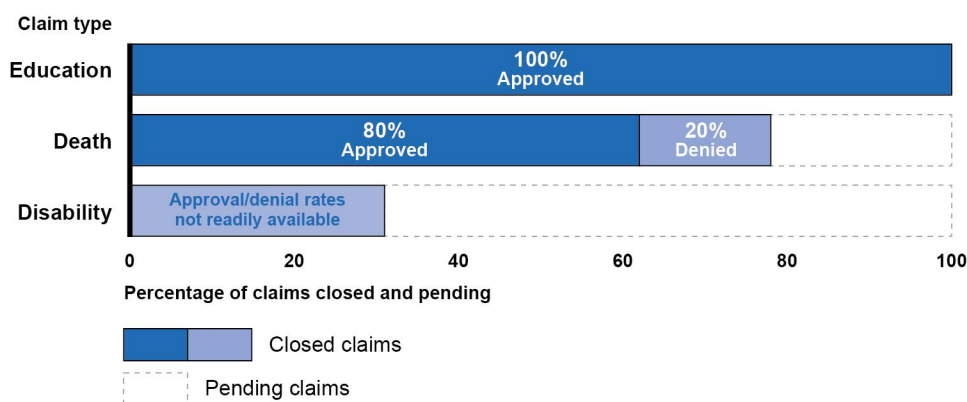 Claim type
Education
100%
Approved
Death
80%
Approved
20%
Denied
Disability
Approval/denial rates
not readily available
0 20 40 60 80 100
Percentage of claims closed and pending
Closed claims
Pending claims